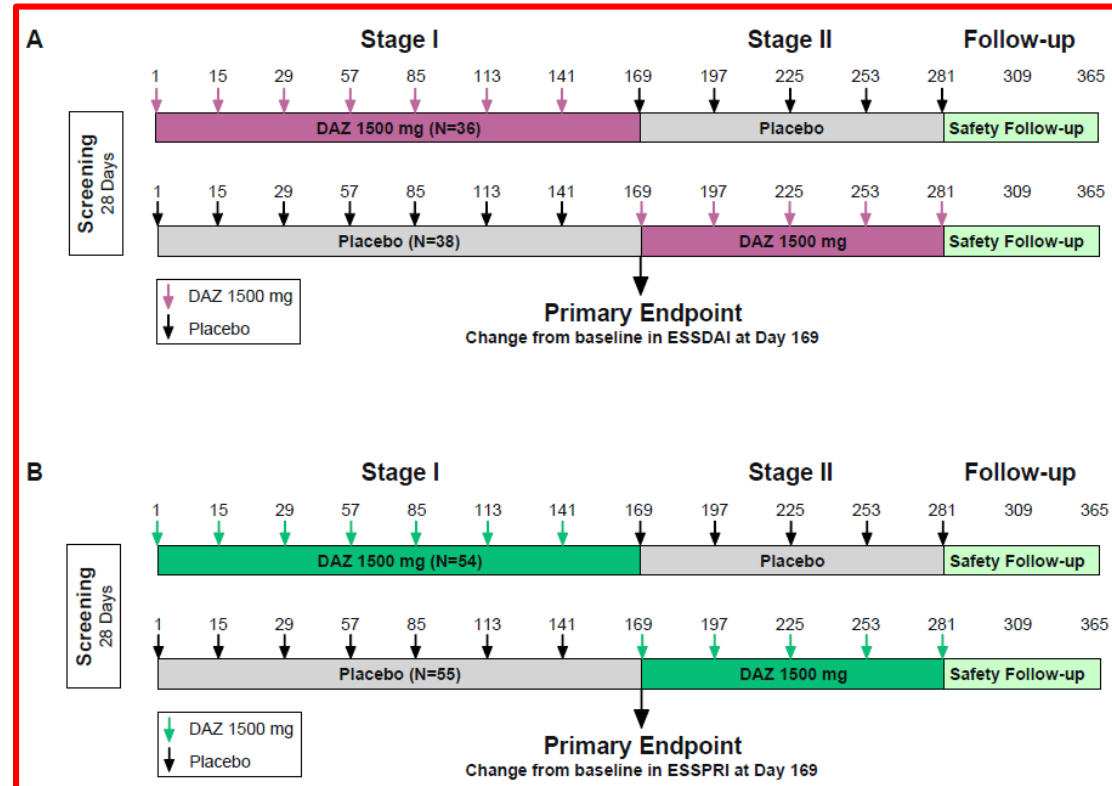 A
Stage I Stage II Follow-up
1 15 29 57 85 113 141 169 197 225 253 281 309 365
DAZ 1500 mg (N=36) Placebo Safety Follow-up
Screening
28 Days
1 15 29 57 85 113 141 169 197 225 253 281 309 365
Placebo (N=38) DAZ 1500 mg Safety Follow-up
DAZ 1500 mg
Placebo
Primary Endpoint
Change from baseline in ESSDAI at Day 169
B
Stage I Stage II Follow-up
1 15 29 57 85 113 141 169 197 225 253 281 309 365
DAZ 1500 mg (N=54) Placebo Safety Follow-up
Screening
28 Days
1 15 29 57 85 113 141 169 197 225 253 281 309 365
Placebo (N=55) DAZ 1500 mg Safety Follow-up
DAZ 1500 mg
Placebo
Primary Endpoint
Change from baseline in ESSPRI at Day 169